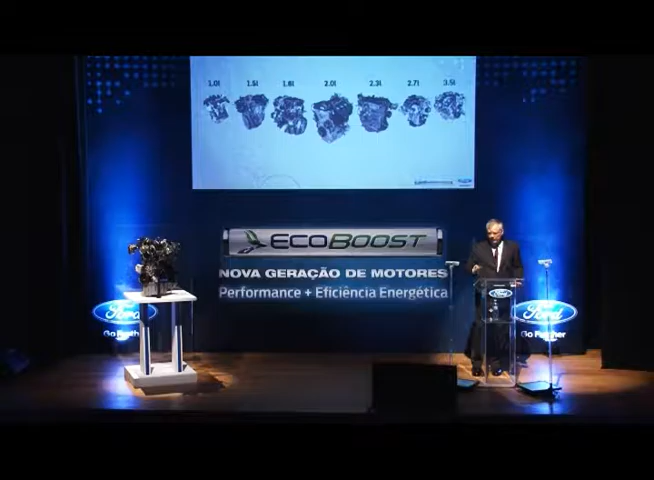 1.0l 1.5l 1.6l 2.0l 2.3l 2.7l 3.5l
ECOBOOST
NOVA GERAÇÃO DE MOTORES
Performance + Eficiência Energética
Ford
Ford
Ford
Go Further
Go Further